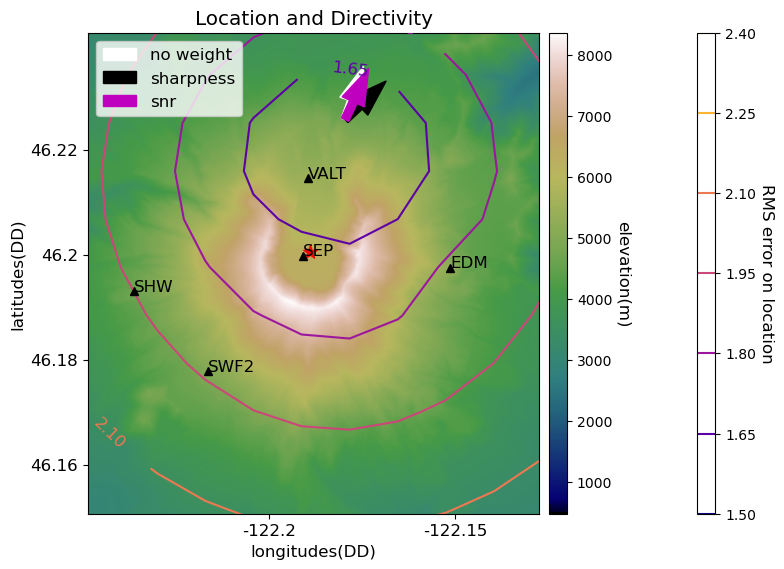 Location and Directivity
no weight
sharpness
snr
1.65
VALT
SEP
EDM
SHW
SWF2
2.10
46.22
46.2
46.18
46.16
latitudes(DD)
-122.2
-122.15
longitudes(DD)
8000
7000
6000
5000
4000
3000
2000
1000
elevation(m)
2.40
2.25
2.10
1.95
1.80
1.65
1.50
RMS error on location